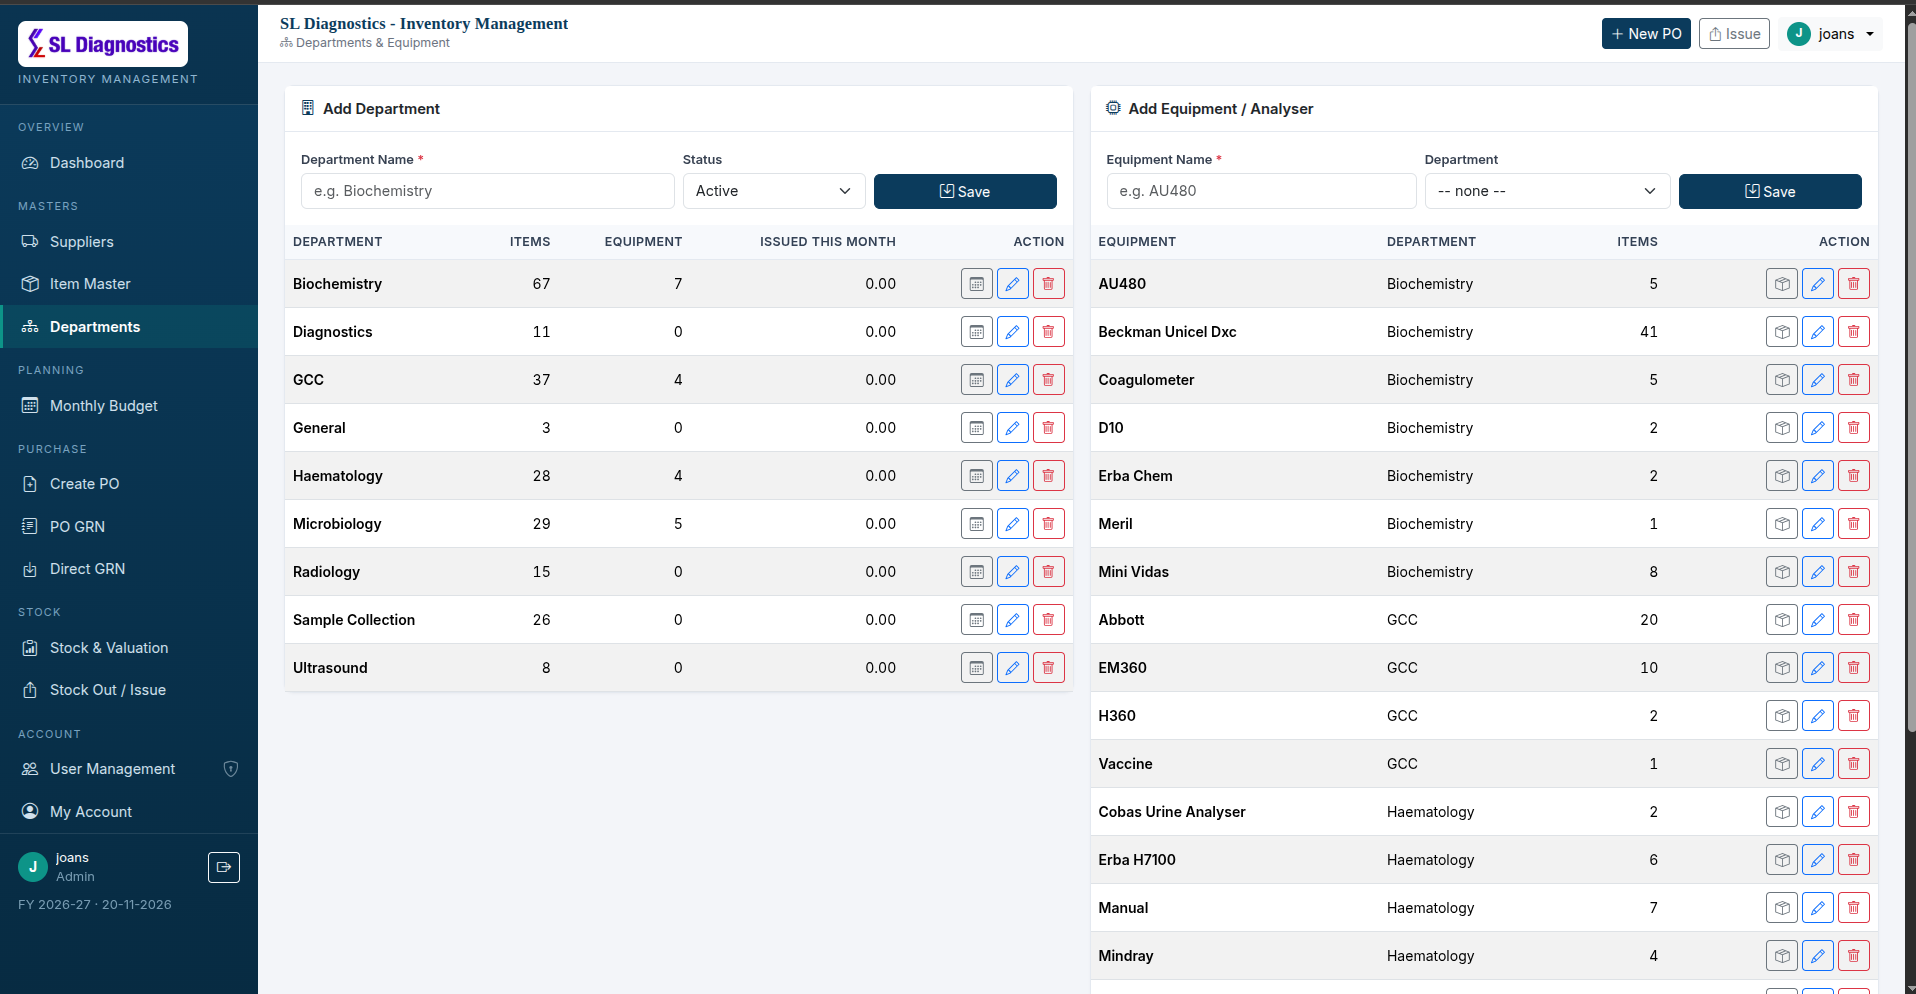 SL Diagnostics
INVENTORY MANAGEMENT
OVERVIEW
Dashboard
MASTERS
Suppliers
Item Master
Departments
PLANNING
Monthly Budget
PURCHASE
Create PO
PO GRN
Direct GRN
STOCK
Stock & Valuation
Stock Out / Issue
ACCOUNT
User Management
My Account
J joans
Admin
FY 2026-27 · 20-11-2026
SL Diagnostics - Inventory Management
Departments & Equipment
+ New PO Issue J joans
Add Department
Department Name * Status
e.g. Biochemistry Active Save
DEPARTMENT ITEMS EQUIPMENT ISSUED THIS MONTH ACTION
Biochemistry 67 7 0.00
Diagnostics 11 0 0.00
GCC 37 4 0.00
General 3 0 0.00
Haematology 28 4 0.00
Microbiology 29 5 0.00
Radiology 15 0 0.00
Sample Collection 26 0 0.00
Ultrasound 8 0 0.00
Add Equipment / Analyser
Equipment Name * Department
e.g. AU480 -- none -- Save
EQUIPMENT DEPARTMENT ITEMS ACTION
AU480 Biochemistry 5
Beckman Unicel Dxc Biochemistry 41
Coagulometer Biochemistry 5
D10 Biochemistry 2
Erba Chem Biochemistry 2
Meril Biochemistry 1
Mini Vidas Biochemistry 8
Abbott GCC 20
EM360 GCC 10
H360 GCC 2
Vaccine GCC 1
Cobas Urine Analyser Haematology 2
Erba H7100 Haematology 6
Manual Haematology 7
Mindray Haematology 4